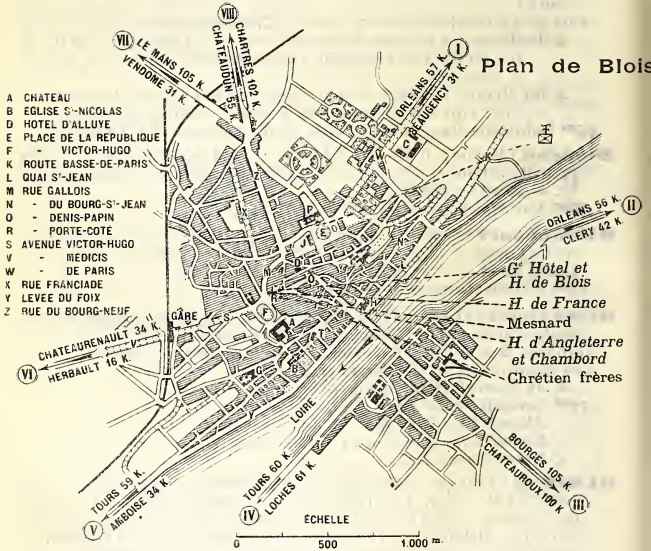 Plan de Blois
A CHATEAU
B EGLISE St-NICOLAS
D HOTEL D'ALLUYE
E PLACE DE LA REPUBLIQUE
F - VICTOR-HUGO
K ROUTE BASSE-DE-PARIS
L QUAI St-JEAN
M RUE GALLOIS
N - DU BOURG-St-JEAN
O - DENIS-PAPIN
R - PORTE-COTÉ
S AVENUE VICTOR-HUGO
V - MEDICIS
W - DE PARIS
X RUE FRANCIADE
Y LEVEE DU FOIX
Z RUE DU BOURG-NEUF
VII
LE MANS 105 K.
VENDOME 31 K.
VIII
CHARTRES 102 K.
CHATEAUDUN 55 K.
I
ORLEANS 57 K.
BEAUGENCY 31 K.
II
ORLEANS 56 K.
CLERY 42 K.
Gd Hôtel et
H. de Blois
H. de France
Mesnard
H. d'Angleterre
et Chambord
Chrétien frères
BOURGES 105 K.
CHATEAUROUX 100 K
III
TOURS 60 K.
LOCHES 61 K.
IV
TOURS 59 K.
AMBOISE 34 K.
V
CHATEAURENAULT 34 K.
HERBAULT 16 K.
VI
GARE
LOIRE
C
W
P
E
Z
N
L
M
D
O
R
H
F
S
A
G
B
V
ÉCHELLE
0 500 1.000 m.